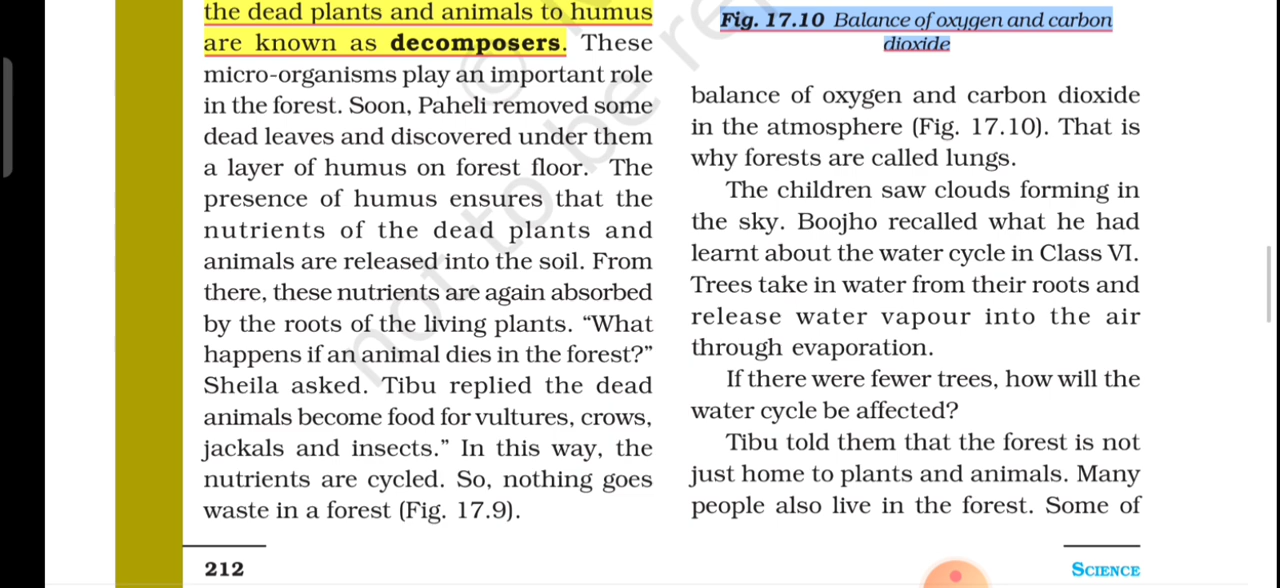 the dead plants and animals to humus
are known as decomposers. These
micro-organisms play an important role
in the forest. Soon, Paheli removed some
dead leaves and discovered under them
a layer of humus on forest floor. The
presence of humus ensures that the
nutrients of the dead plants and
animals are released into the soil. From
there, these nutrients are again absorbed
by the roots of the living plants. “What
happens if an animal dies in the forest?”
Sheila asked. Tibu replied the dead
animals become food for vultures, crows,
jackals and insects.” In this way, the
nutrients are cycled. So, nothing goes
waste in a forest (Fig. 17.9).
212
Fig. 17.10 Balance of oxygen and carbon
dioxide
balance of oxygen and carbon dioxide
in the atmosphere (Fig. 17.10). That is
why forests are called lungs.
The children saw clouds forming in
the sky. Boojho recalled what he had
learnt about the water cycle in Class VI.
Trees take in water from their roots and
release water vapour into the air
through evaporation.
If there were fewer trees, how will the
water cycle be affected?
Tibu told them that the forest is not
just home to plants and animals. Many
people also live in the forest. Some of
SCIENCE
©
not to be re